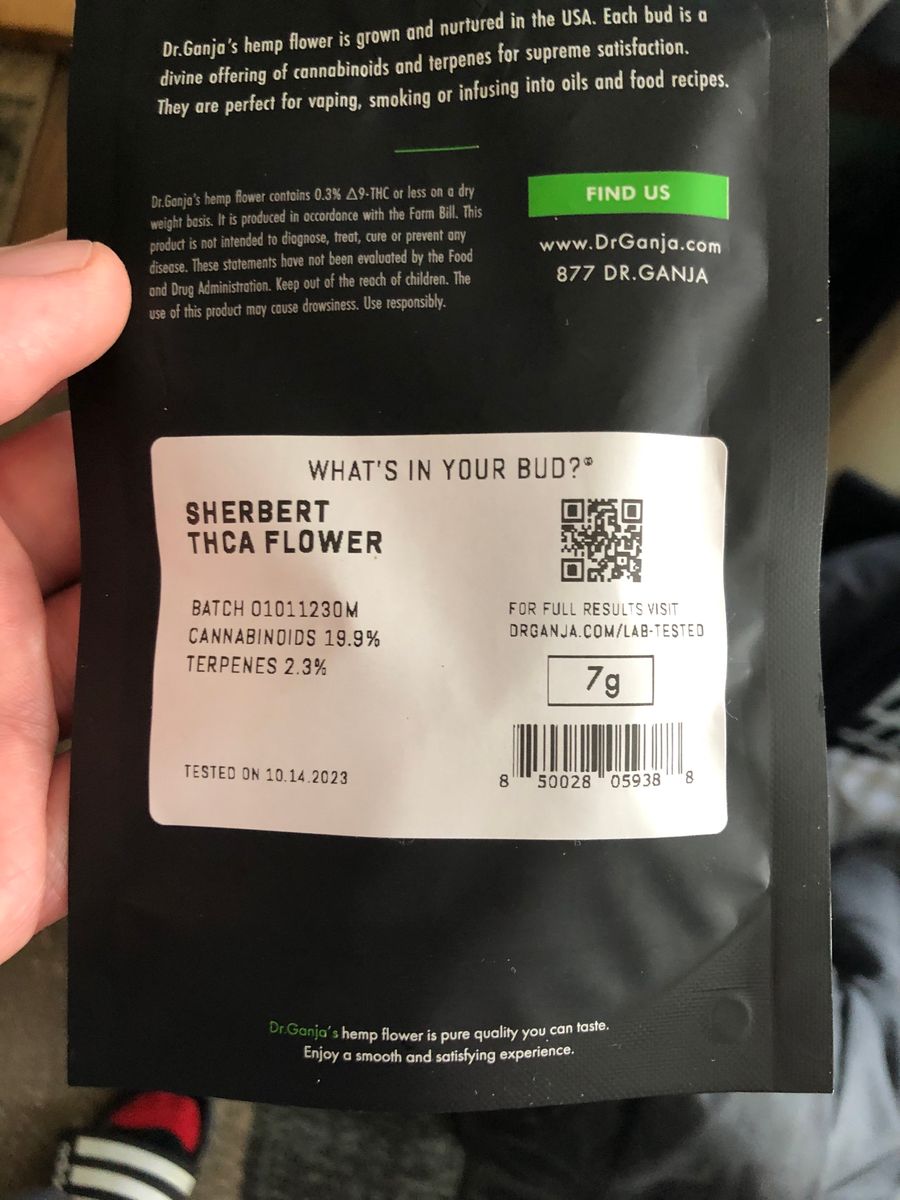 Dr.Ganja's hemp flower is grown and nurtured in the USA. Each bud is a
divine offering of cannabinoids and terpenes for supreme satisfaction.
They are perfect for vaping, smoking or infusing into oils and food recipes.
Dr.Ganja's hemp flower contains 0.3% Δ9-THC or less on a dry
weight basis. It is produced in accordance with the Farm Bill. This
product is not intended to diagnose, treat, cure or prevent any
disease. These statements have not been evaluated by the Food
and Drug Administration. Keep out of the reach of children. The
use of this product may cause drowsiness. Use responsibly.
FIND US
www.DrGanja.com
877 DR.GANJA
WHAT'S IN YOUR BUD?®
SHERBERT
THCA FLOWER
BATCH 01011230M
CANNABINOIDS 19.9%
TERPENES 2.3%
TESTED ON 10.14.2023
FOR FULL RESULTS VISIT
DRGANJA.COM/LAB-TESTED
7g
8 50028 05938 8
Dr.Ganja's hemp flower is pure quality you can taste.
Enjoy a smooth and satisfying experience.